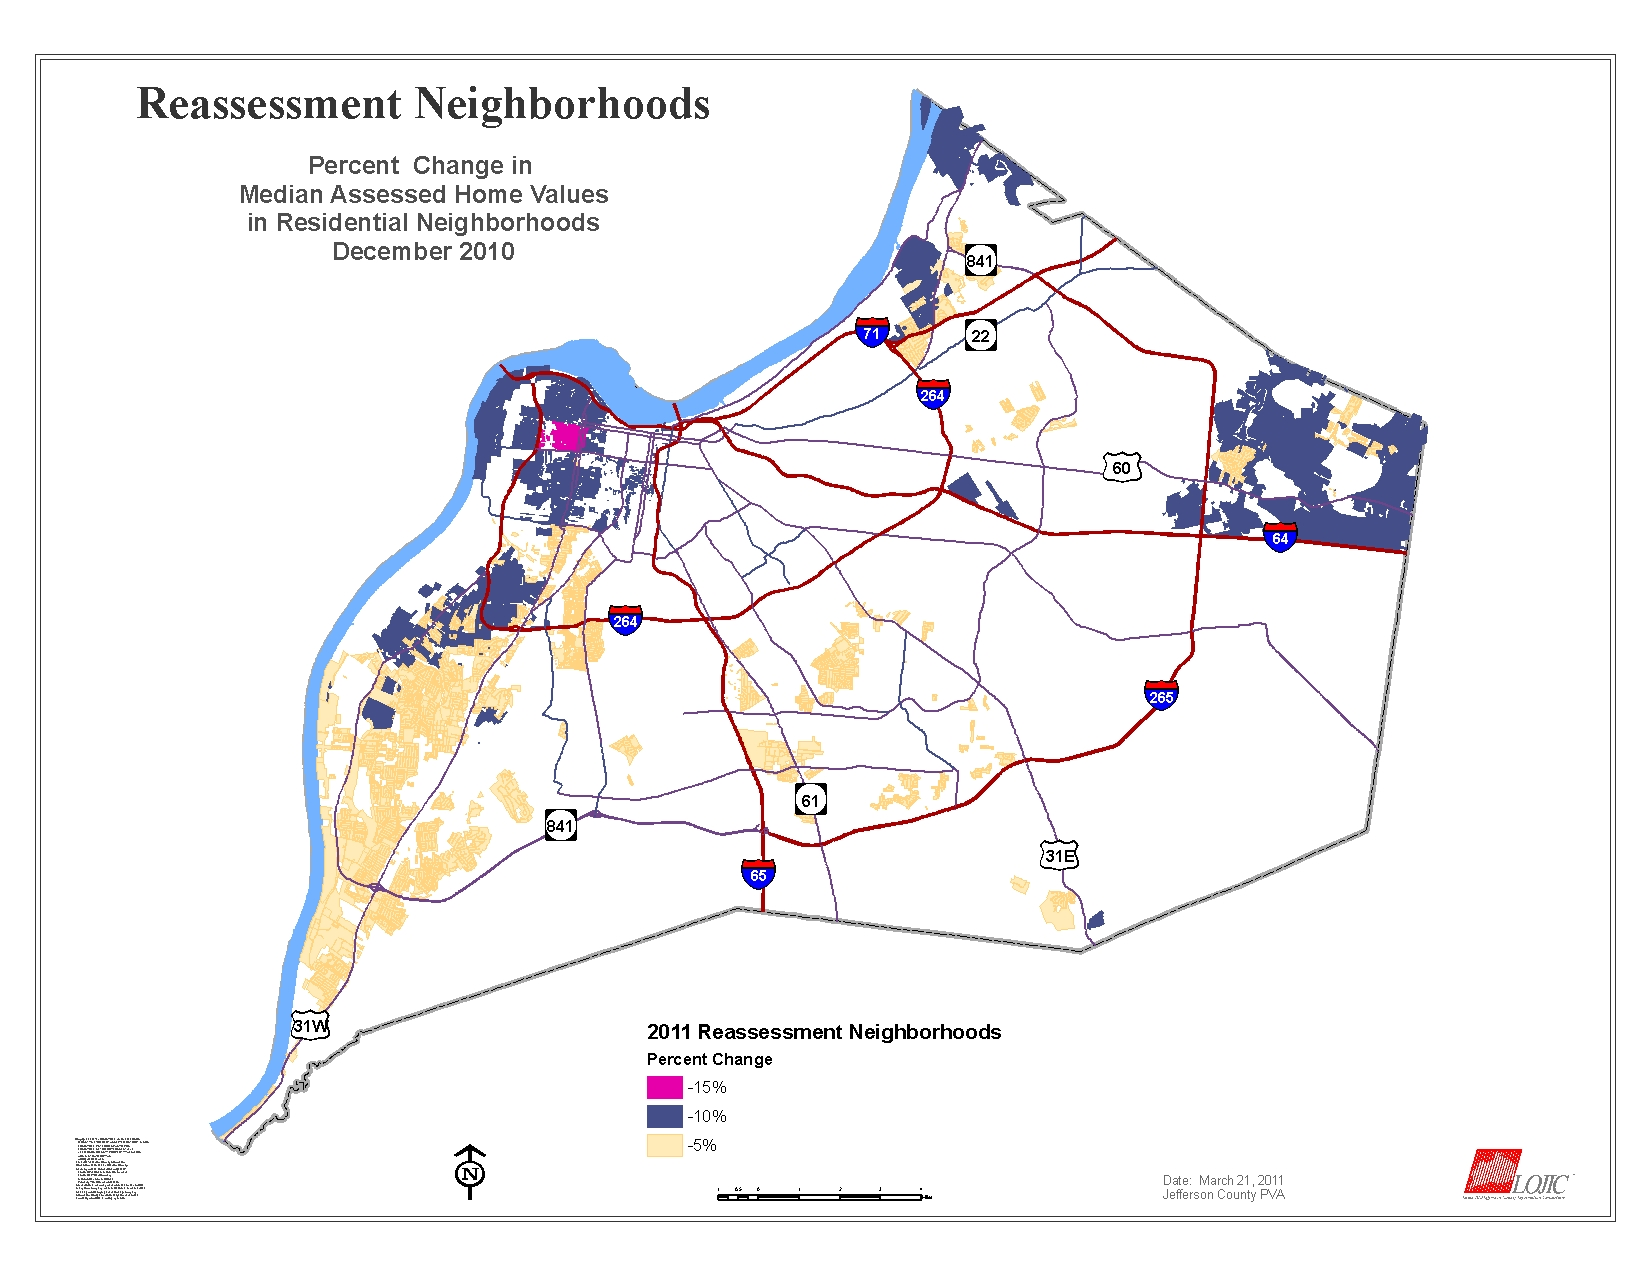 Reassessment Neighborhoods
Percent Change in
Median Assessed Home Values
in Residential Neighborhoods
December 2010
841
71
22
264
60
64
264
265
61
841
31E
65
31W
2011 Reassessment Neighborhoods
Percent Change
-15%
-10%
-5%
N
Date: March 21, 2011
Jefferson County PVA
LOJIC